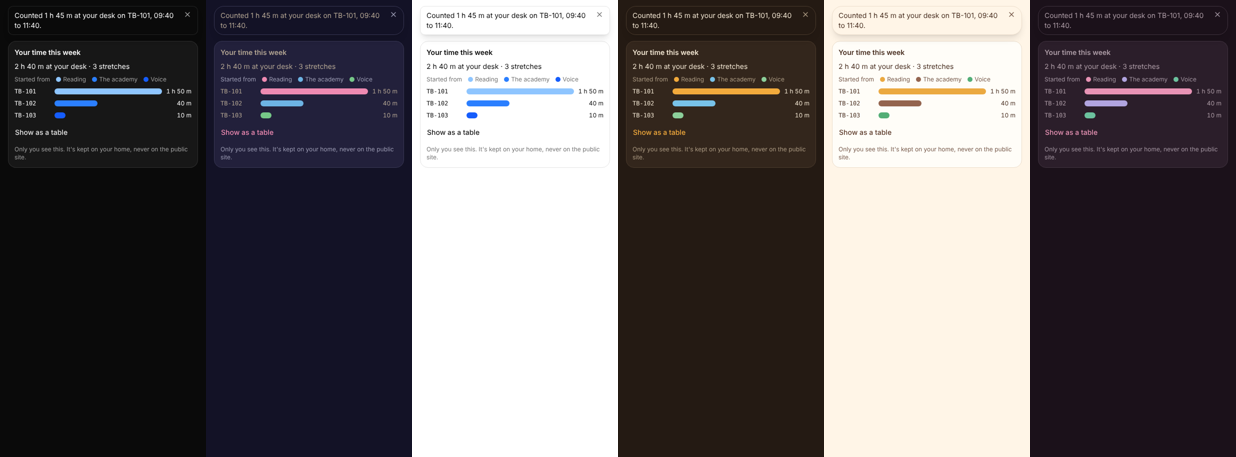 Counted 1 h 45 m at your desk on TB-101, 09:40
to 11:40.
Your time this week
2 h 40 m at your desk · 3 stretches
Started from Reading The academy Voice
TB-101 1 h 50 m
TB-102 40 m
TB-103 10 m
Show as a table
Only you see this. It's kept on your home, never on the public
site.
Counted 1 h 45 m at your desk on TB-101, 09:40
to 11:40.
Your time this week
2 h 40 m at your desk · 3 stretches
Started from Reading The academy Voice
TB-101 1 h 50 m
TB-102 40 m
TB-103 10 m
Show as a table
Only you see this. It's kept on your home, never on the public
site.
Counted 1 h 45 m at your desk on TB-101, 09:40
to 11:40.
Your time this week
2 h 40 m at your desk · 3 stretches
Started from Reading The academy Voice
TB-101 1 h 50 m
TB-102 40 m
TB-103 10 m
Show as a table
Only you see this. It's kept on your home, never on the public
site.
Counted 1 h 45 m at your desk on TB-101, 09:40
to 11:40.
Your time this week
2 h 40 m at your desk · 3 stretches
Started from Reading The academy Voice
TB-101 1 h 50 m
TB-102 40 m
TB-103 10 m
Show as a table
Only you see this. It's kept on your home, never on the public
site.
Counted 1 h 45 m at your desk on TB-101, 09:40
to 11:40.
Your time this week
2 h 40 m at your desk · 3 stretches
Started from Reading The academy Voice
TB-101 1 h 50 m
TB-102 40 m
TB-103 10 m
Show as a table
Only you see this. It's kept on your home, never on the public
site.
Counted 1 h 45 m at your desk on TB-101, 09:40
to 11:40.
Your time this week
2 h 40 m at your desk · 3 stretches
Started from Reading The academy Voice
TB-101 1 h 50 m
TB-102 40 m
TB-103 10 m
Show as a table
Only you see this. It's kept on your home, never on the public
site.